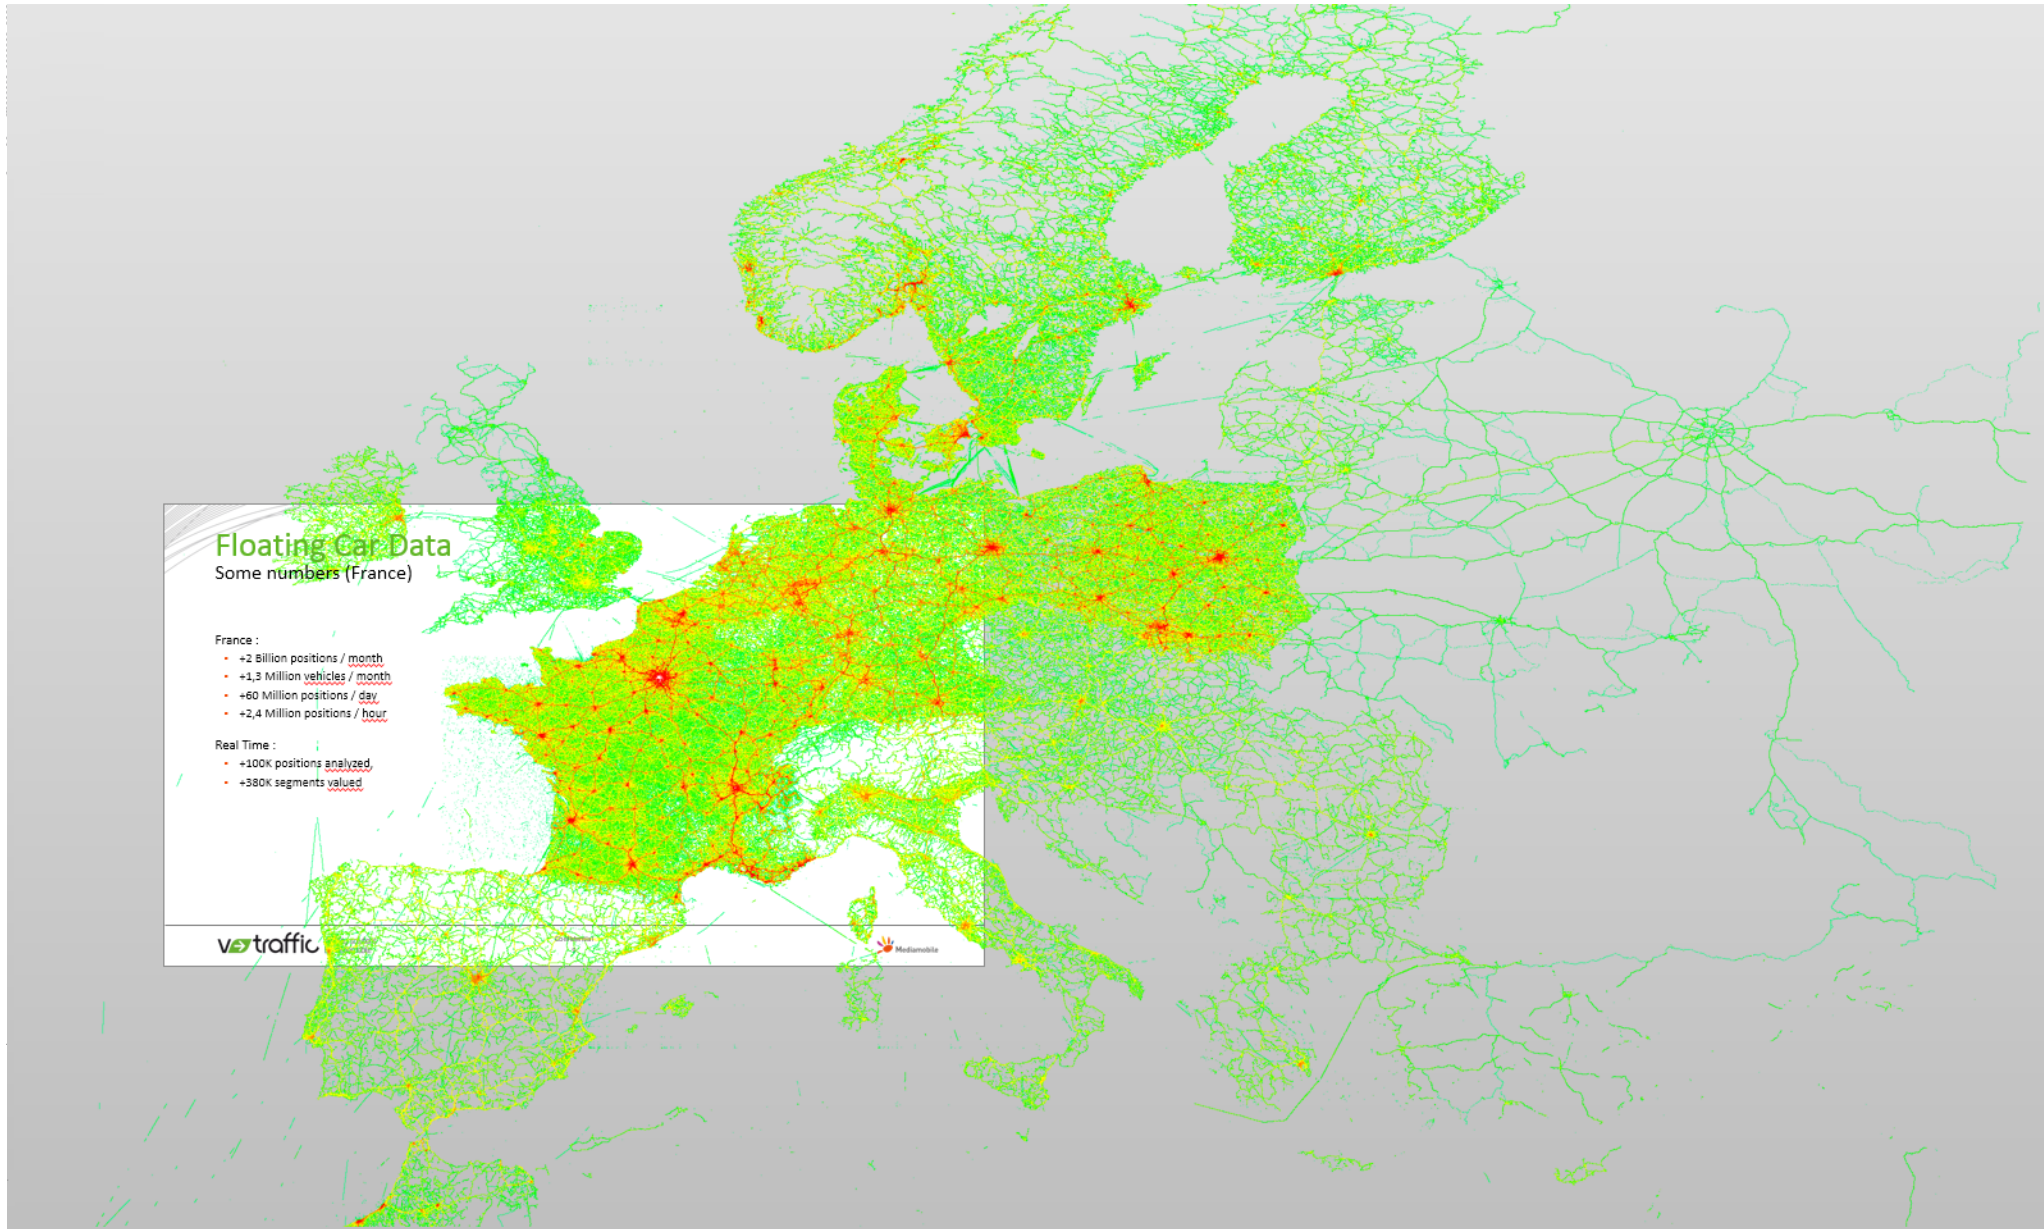 Floating Car Data
Some numbers (France)
France :
+2 Billion positions / month
+1,3 Million vehicles / month
+60 Million positions / day
+2,4 Million positions / hour
Real Time :
+100K positions analyzed,
+380K segments valued
v traffic
Confidential
Mediamobile